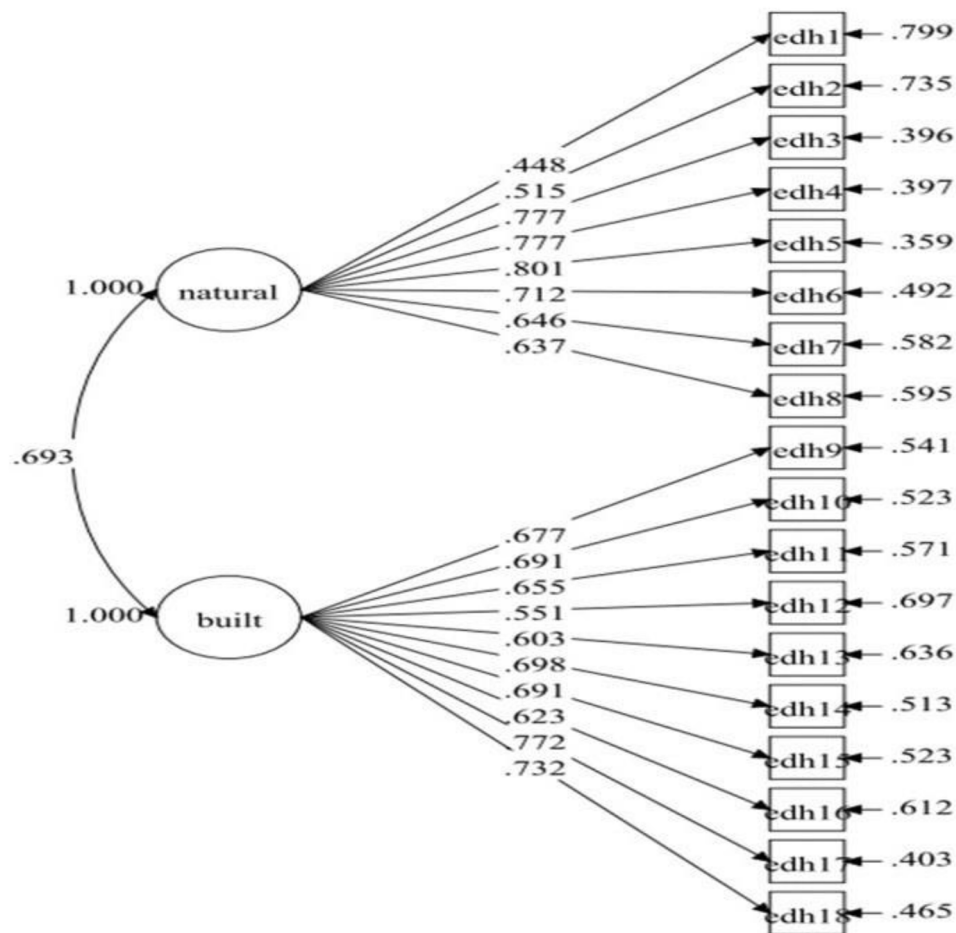 edh1 .799
edh2 .735
edh3 .396
.448
edh4 .397
.515
.777
edh5 .359
.777
.801
1.000 natural
edh6 .492
.712
.646
edh7 .582
.637
edh8 .595
.693
edh9 .541
edh10 .523
.677
edh11 .571
.691
.655
edh12 .697
.551
1.000 built
.603
edh13 .636
.698
.691
edh14 .513
.623
.772
edh15 .523
.732
edh16 .612
edh17 .403
edh18 .465